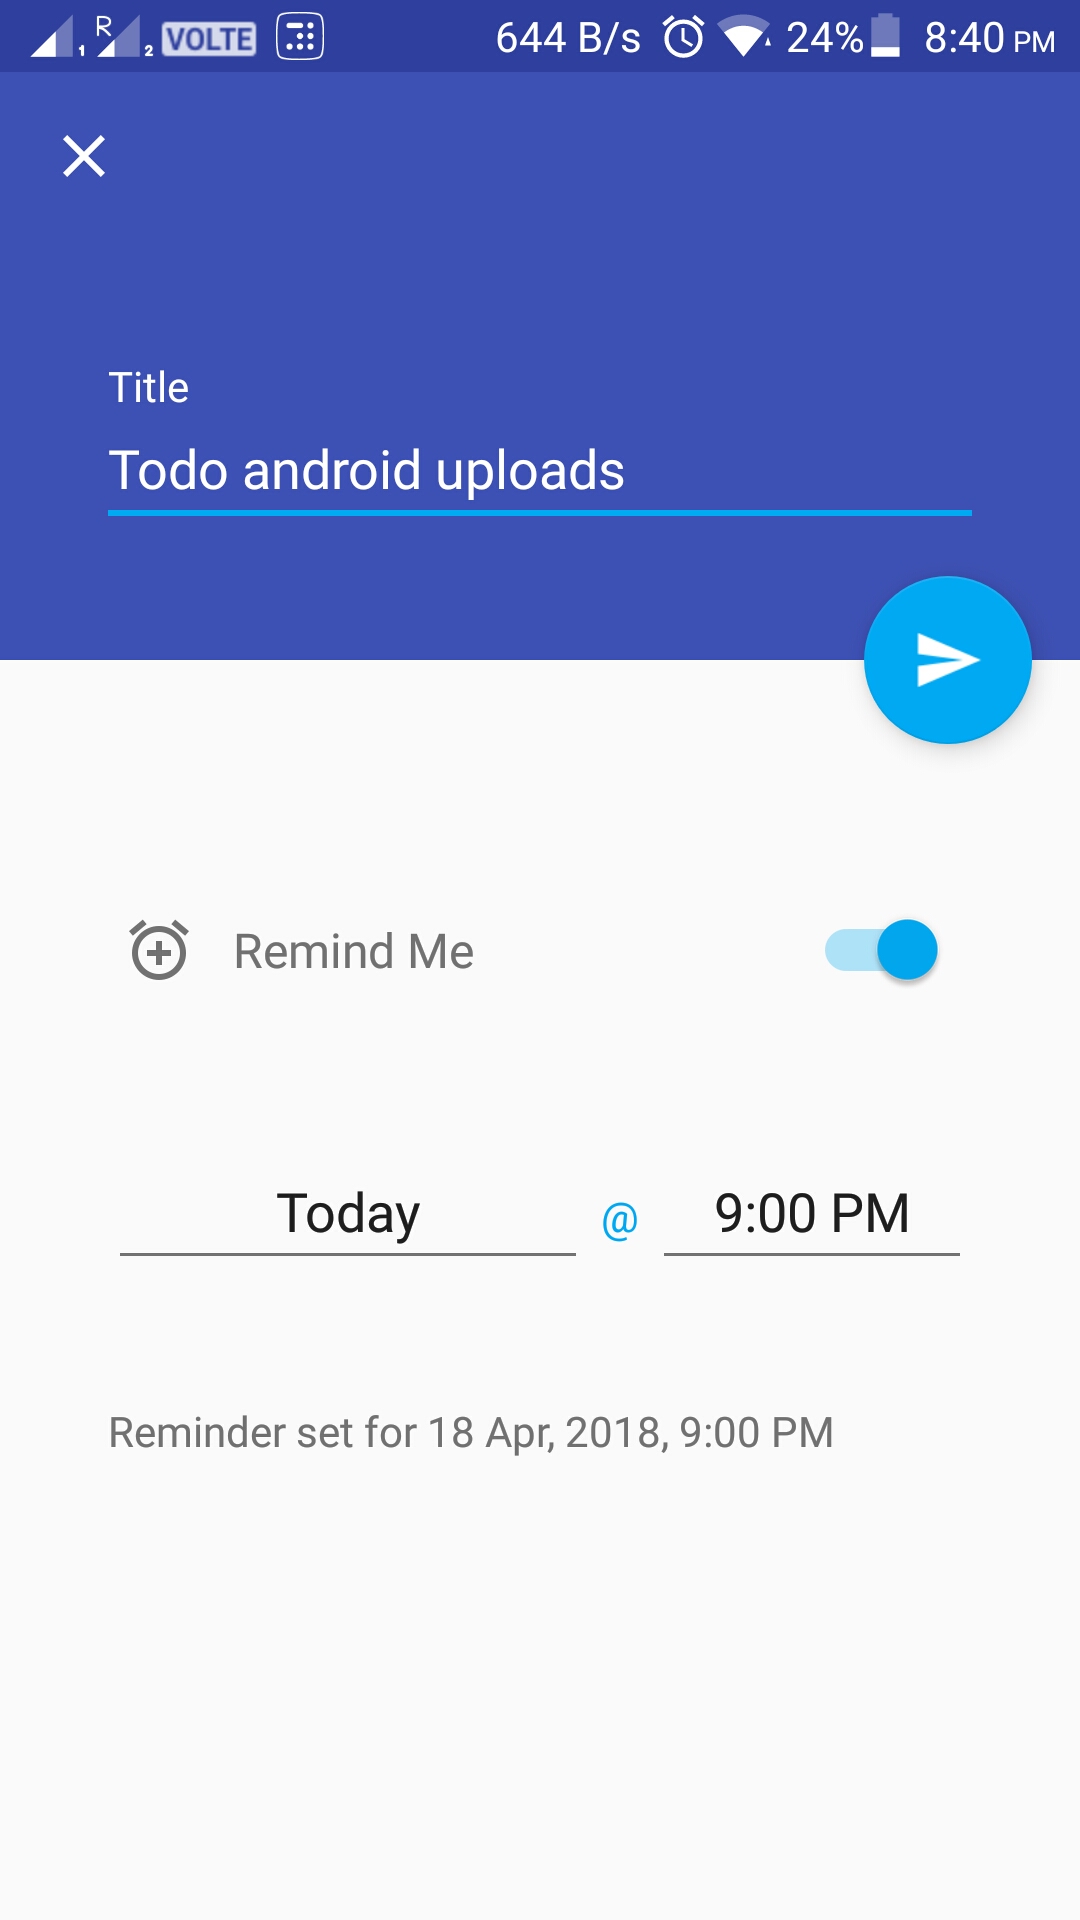 1 R 2 VOLTE 644 B/s 24% 8:40 PM
Title
Todo android uploads
Remind Me
Today @ 9:00 PM
Reminder set for 18 Apr, 2018, 9:00 PM